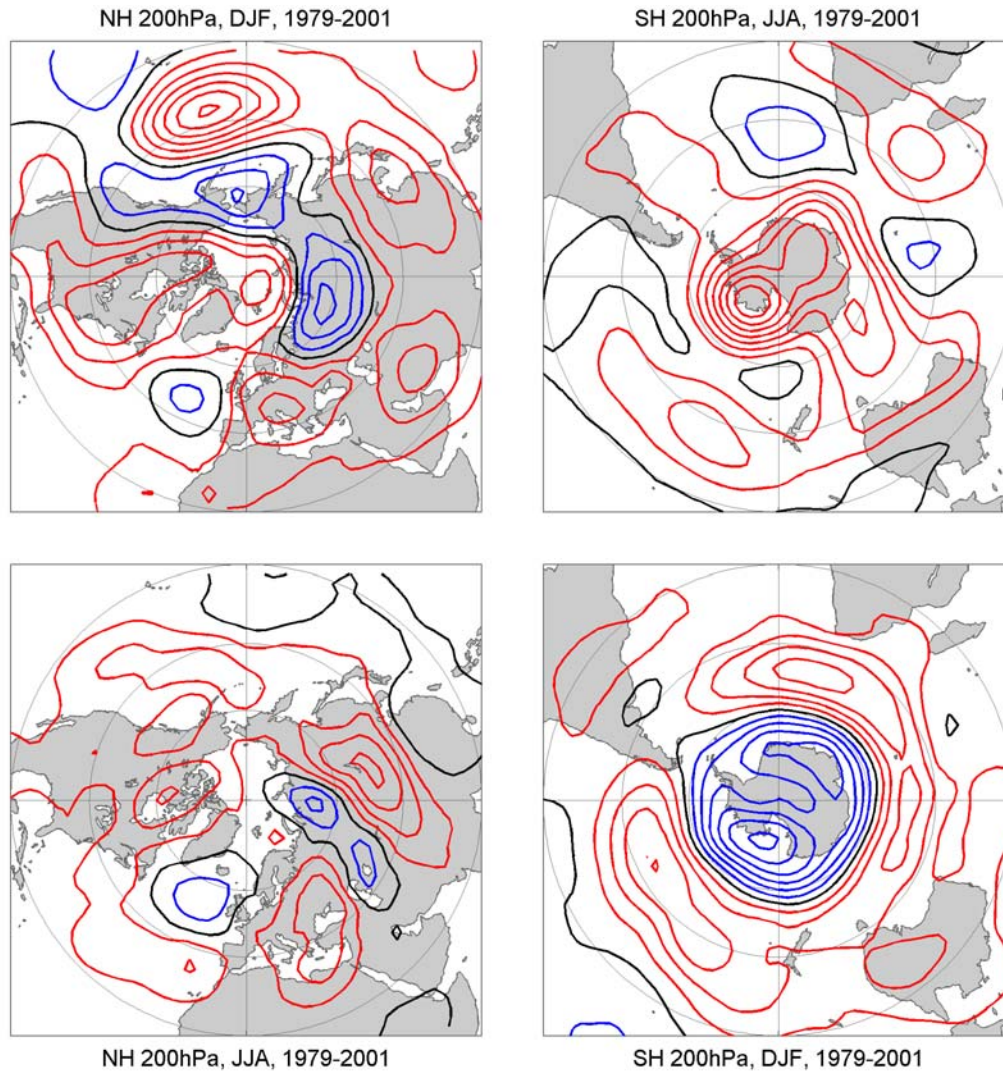 NH 200hPa, DJF, 1979-2001
SH 200hPa, JJA, 1979-2001
NH 200hPa, JJA, 1979-2001
SH 200hPa, DJF, 1979-2001